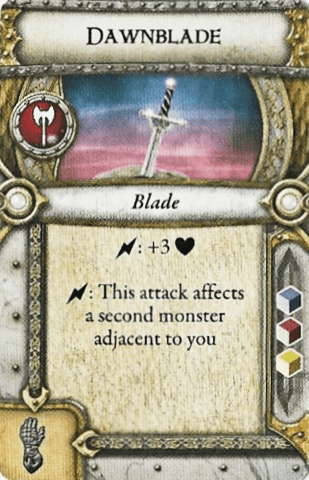 DAWNBLADE
Blade
: +3
: This attack affects
a second monster
adjacent to you